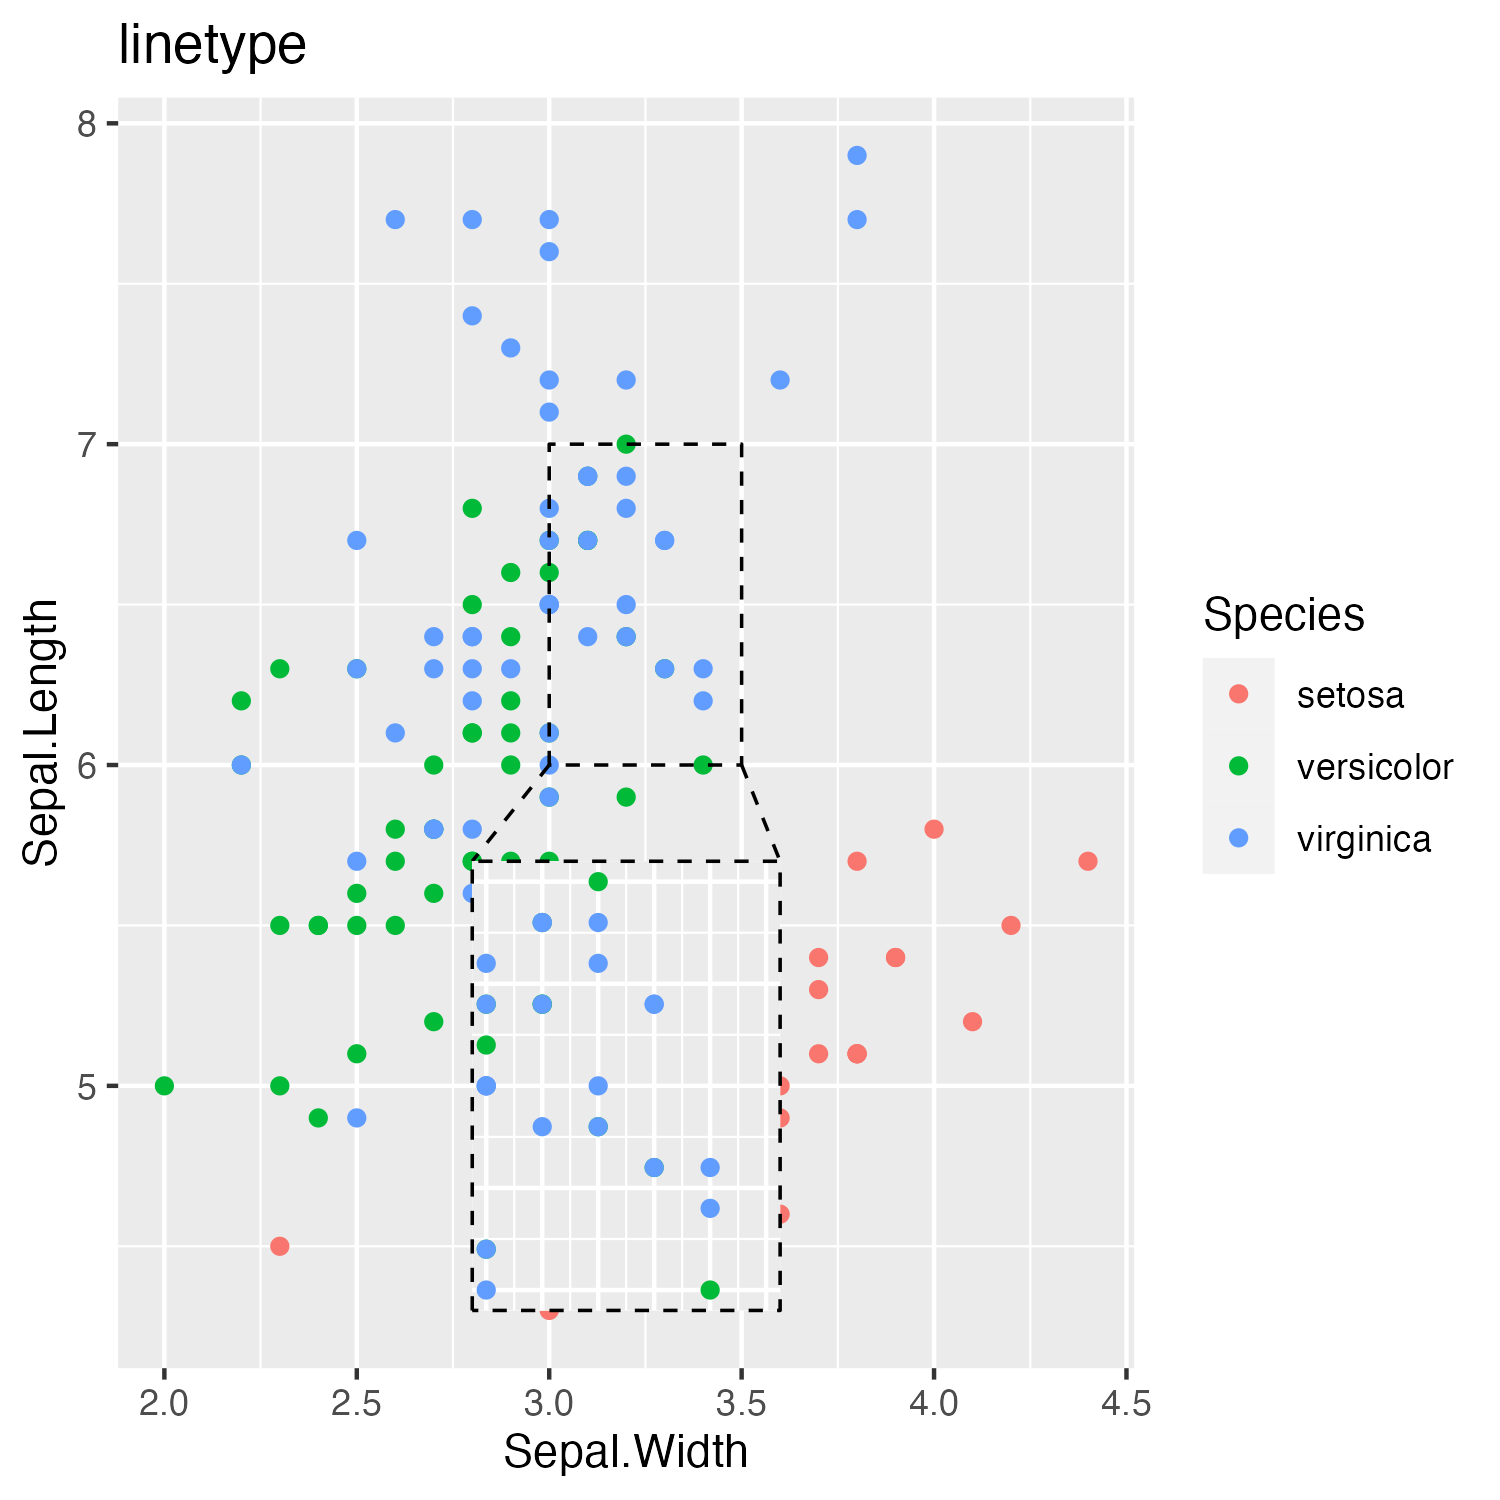 linetype
8
7
6
5
Sepal.Length
2.0 2.5 3.0 3.5 4.0 4.5
Sepal.Width
Species
setosa
versicolor
virginica